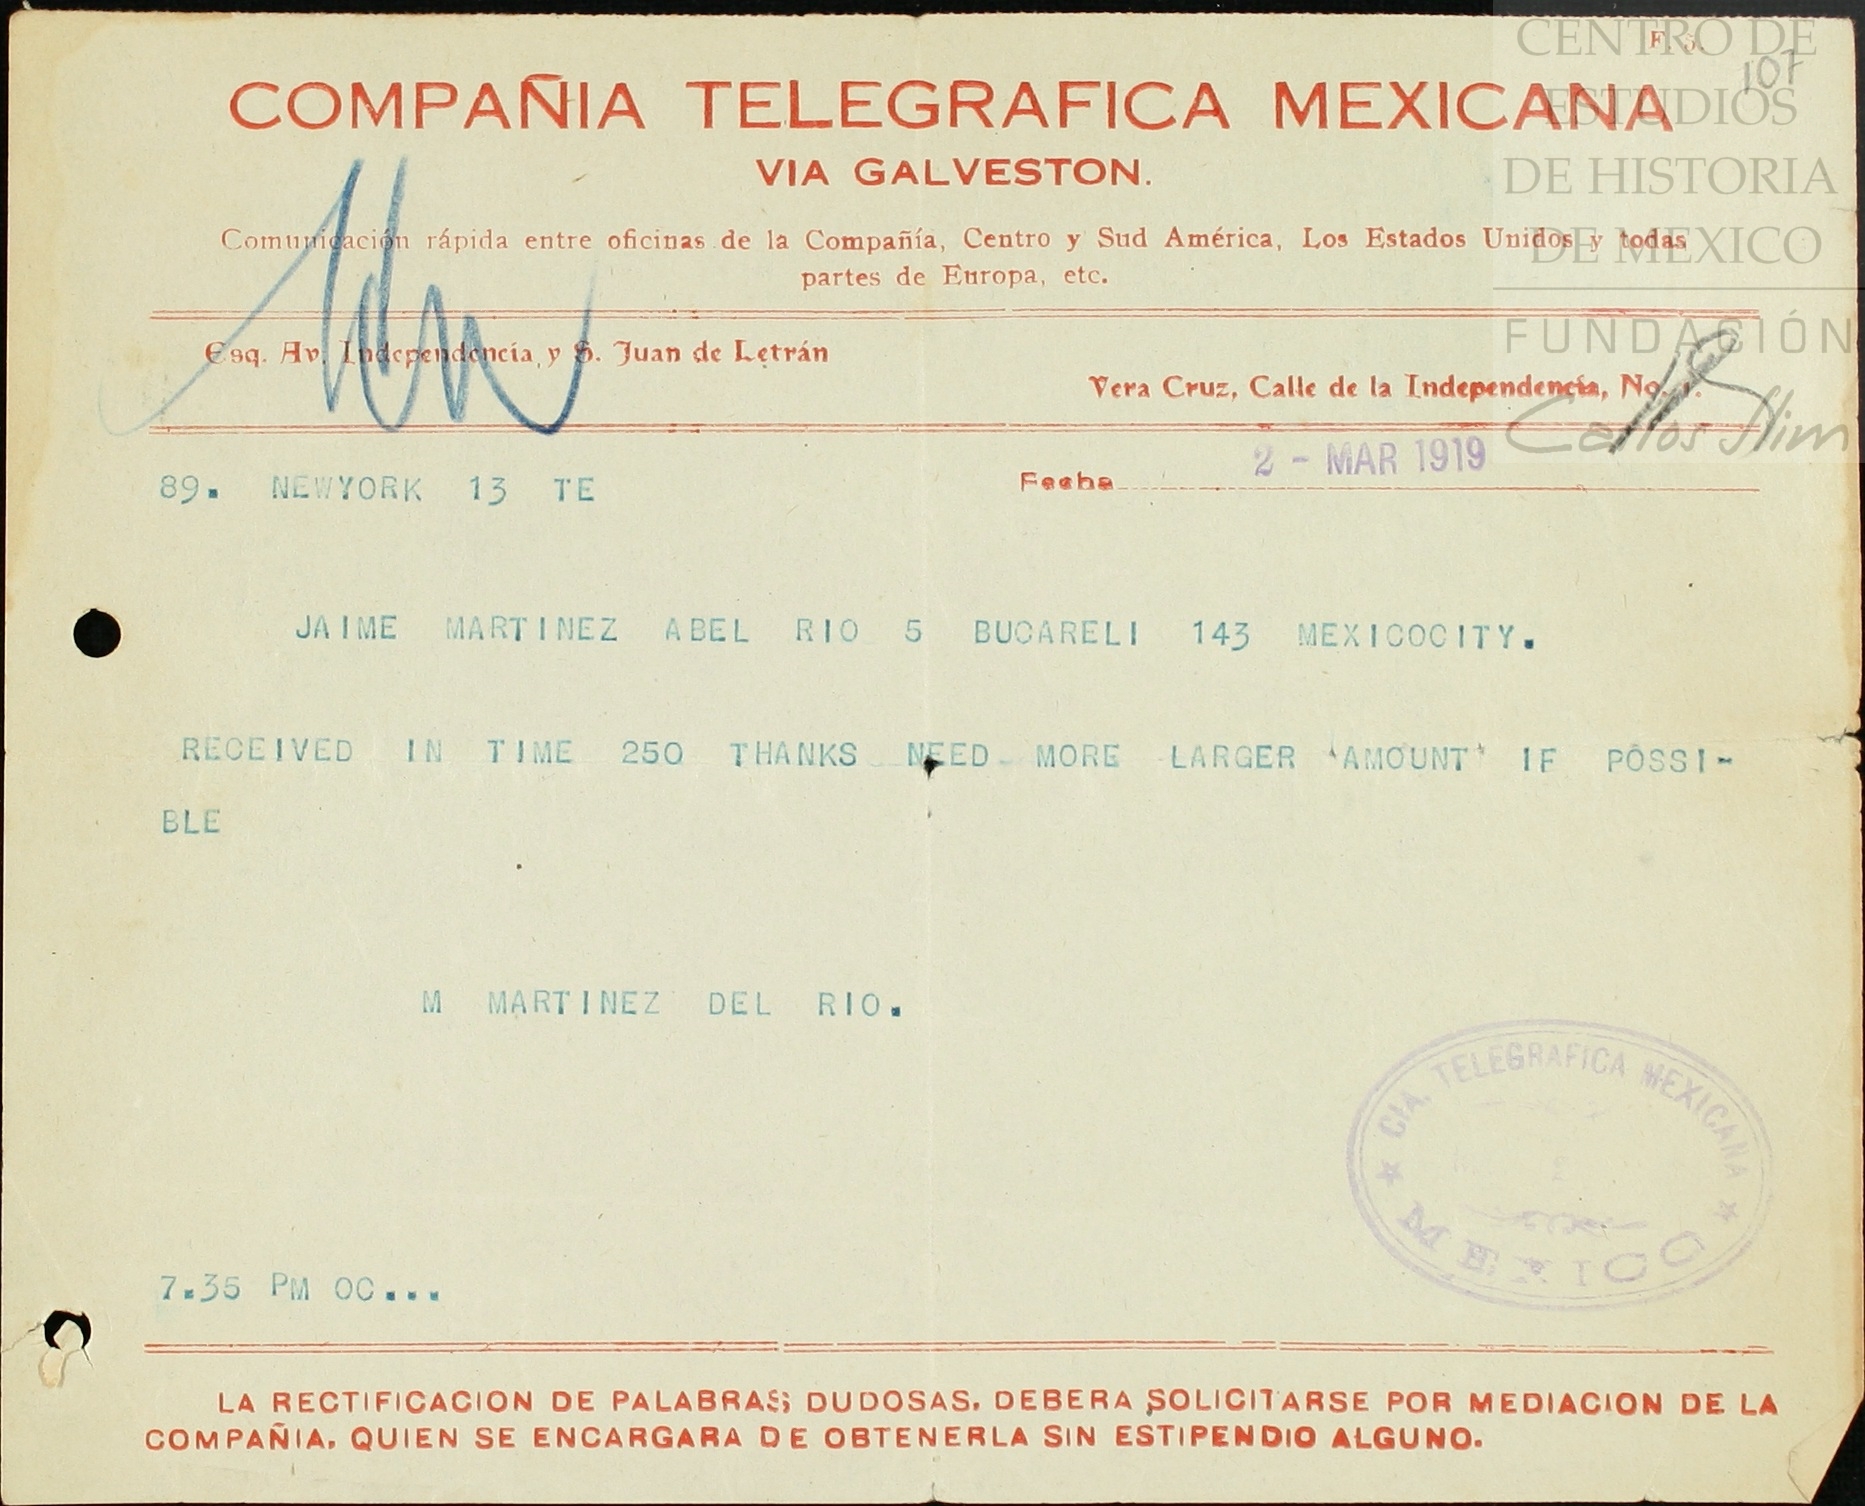 F. 5.
107
COMPAÑIA TELEGRAFICA MEXICANA
VIA GALVESTON.
Comunicación rápida entre oficinas de la Compañía, Centro y Sud América, Los Estados Unidos y todas
partes de Europa, etc.
Esq. Av. Independencia, y S. Juan de Letrán
Vera Cruz, Calle de la Independencia, No. 1.
CENTRO DE
ESTUDIOS
DE HISTORIA
DE MEXICO
FUNDACIÓN
Carlos Slim
89. NEWYORK 13 TE
Fecha 2 - MAR 1919
JAIME MARTINEZ ABEL RIO 5 BUCARELI 143 MEXICOCITY.
RECEIVED IN TIME 250 THANKS NEED MORE LARGER "AMOUNT" IF POSSI-
BLE
M MARTINEZ DEL RIO.
CIA. TELEGRAFICA MEXICANA
2
MEXICO
7.35 PM OC...
LA RECTIFICACION DE PALABRAS; DUDOSAS, DEBERA SOLICITARSE POR MEDIACION DE LA
COMPAÑIA, QUIEN SE ENCARGARA DE OBTENERLA SIN ESTIPENDIO ALGUNO.